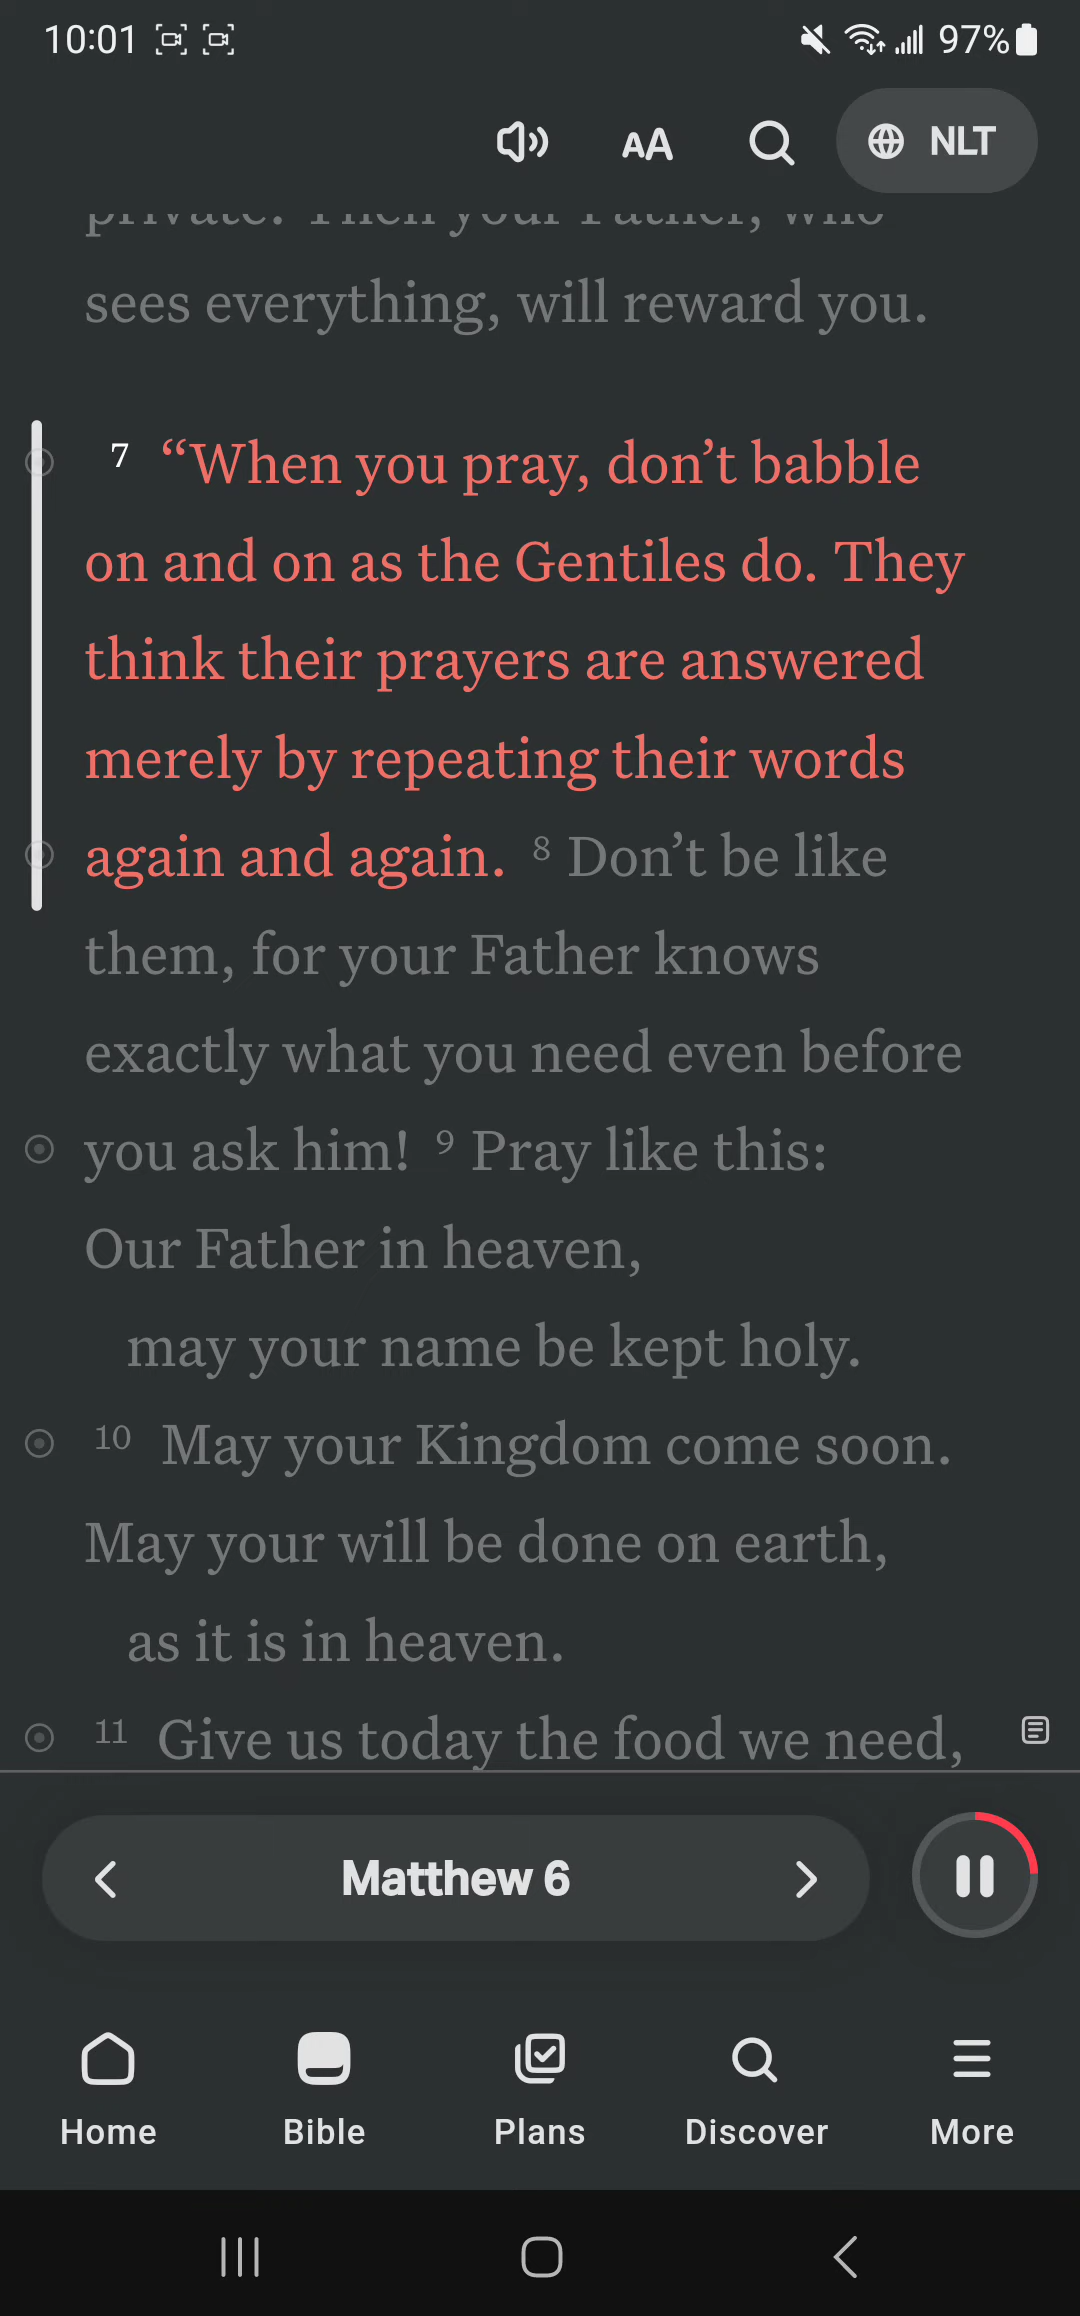 10:01
97%
NLT
private. Then your Father, who
sees everything, will reward you.
7 “When you pray, don’t babble
on and on as the Gentiles do. They
think their prayers are answered
merely by repeating their words
again and again. 8 Don’t be like
them, for your Father knows
exactly what you need even before
you ask him! 9 Pray like this:
Our Father in heaven,
may your name be kept holy.
10 May your Kingdom come soon.
May your will be done on earth,
as it is in heaven.
11 Give us today the food we need,
Matthew 6
Home
Bible
Plans
Discover
More